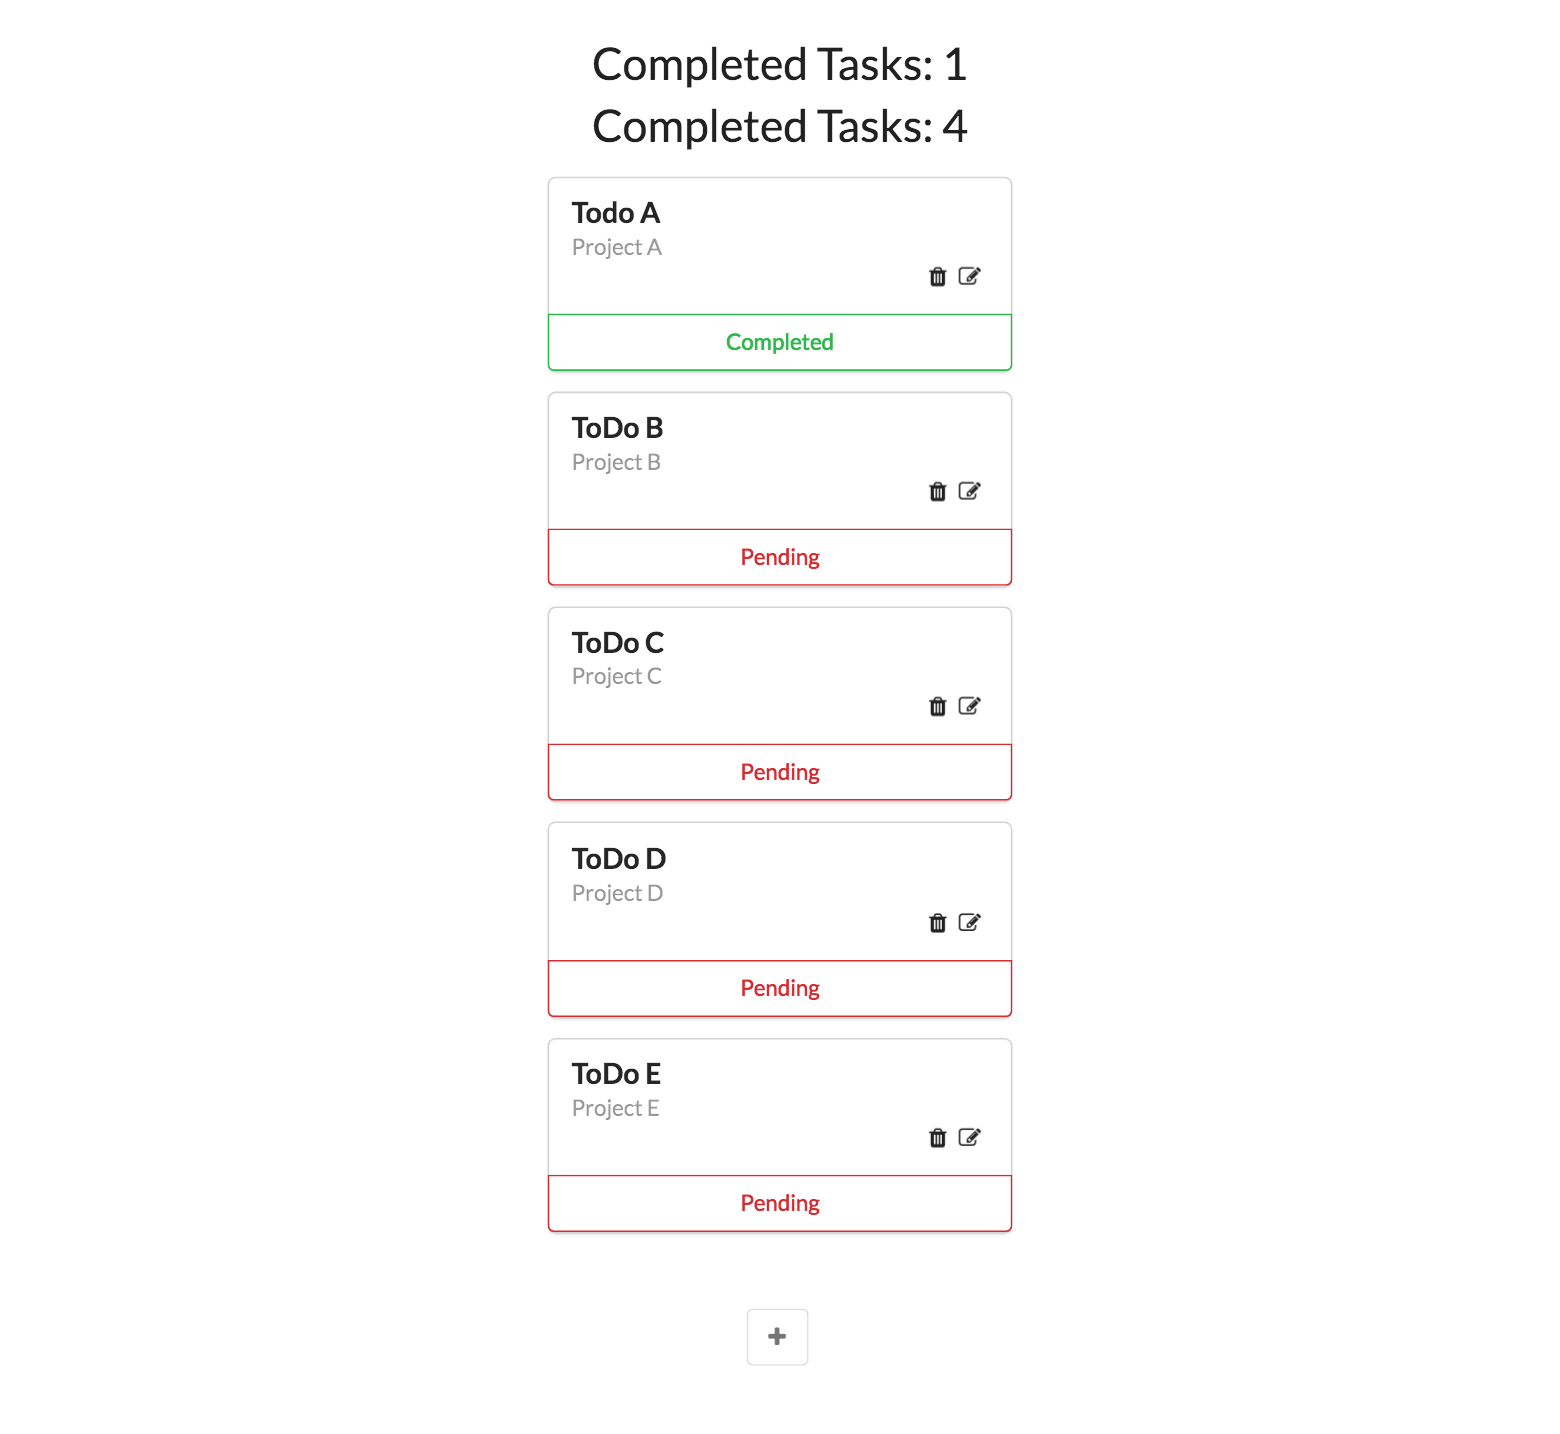 Completed Tasks: 1
Completed Tasks: 4
Todo A
Project A
Completed
ToDo B
Project B
Pending
ToDo C
Project C
Pending
ToDo D
Project D
Pending
ToDo E
Project E
Pending